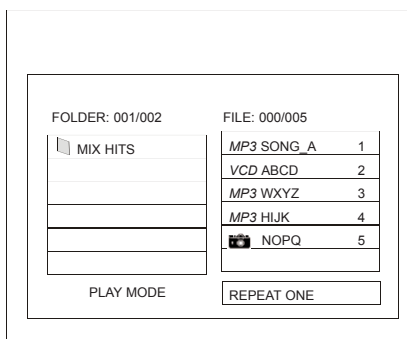 FOLDER: 001/002
FILE: 000/005
MIX HITS
MP3 SONG_A 1
VCD ABCD 2
MP3 WXYZ 3
MP3 HIJK 4
NOPQ 5
PLAY MODE
REPEAT ONE